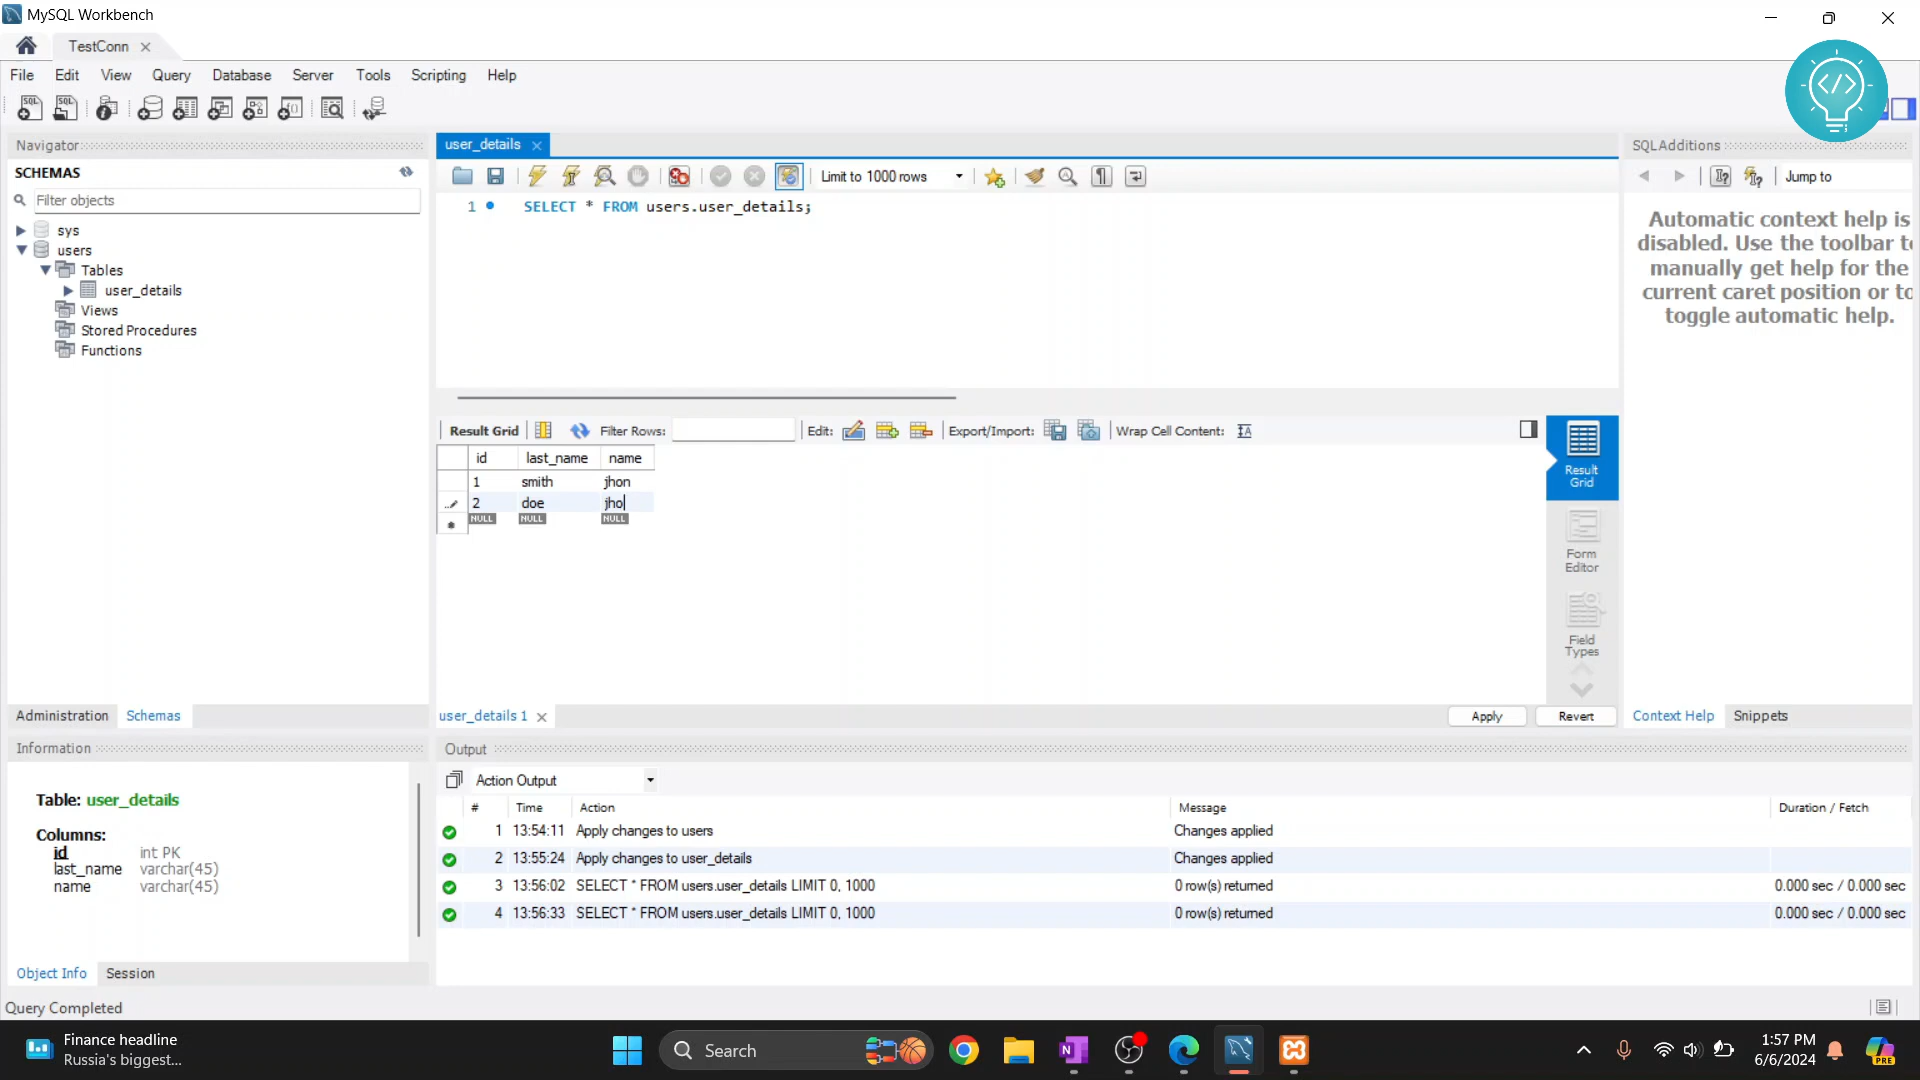 MySQL Workbench
TestConn
File Edit View Query Database Server Tools Scripting Help
Navigator
SCHEMAS
Filter objects
sys
users
Tables
user_details
Views
Stored Procedures
Functions
Administration Schemas
Information
Table: user_details
Columns:
id int PK
last_name varchar(45)
name varchar(45)
Object Info Session
Query Completed
user_details
Limit to 1000 rows
1 SELECT * FROM users.user_details;
Result Grid Filter Rows: Edit: Export/Import: Wrap Cell Content:
id last_name name
1 smith jhon
2 doe jho
NULL NULL NULL
Result
Grid
Form
Editor
Field
Types
user_details 1
Apply Revert
SQLAdditions
Jump to
Automatic context help is
disabled. Use the toolbar to
manually get help for the
current caret position or to
toggle automatic help.
Context Help Snippets
Output
Action Output
# Time Action Message Duration / Fetch
1 13:54:11 Apply changes to users Changes applied
2 13:55:24 Apply changes to user_details Changes applied
3 13:56:02 SELECT * FROM users.user_details LIMIT 0, 1000 0 row(s) returned 0.000 sec / 0.000 sec
4 13:56:33 SELECT * FROM users.user_details LIMIT 0, 1000 0 row(s) returned 0.000 sec / 0.000 sec
Finance headline
Russia's biggest...
Search
1:57 PM
6/6/2024
PRE